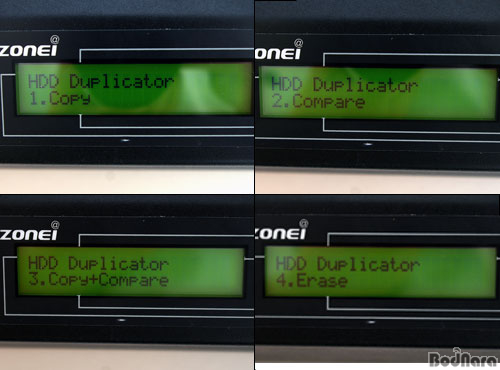 zonei@
HDD Duplicator
1.Copy
onei@
HDD Duplicator
2.Compare
zonei@
HDD Duplicator
3.Copy+Compare
zonei@
HDD Duplicator
4.Erase
BodNara